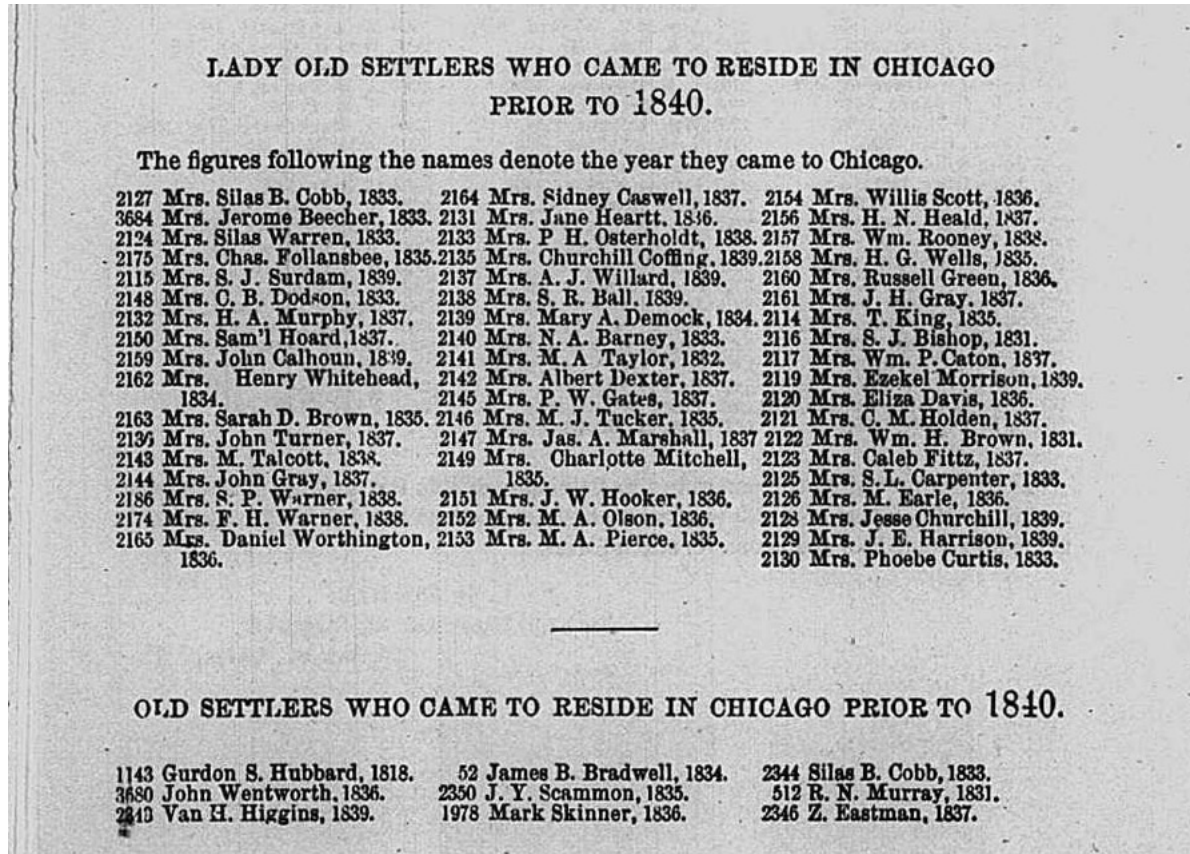 LADY OLD SETTLERS WHO CAME TO RESIDE IN CHICAGO
PRIOR TO 1840.
The figures following the names denote the year they came to Chicago.
2127 Mrs. Silas B. Cobb, 1833.
3684 Mrs. Jerome Beecher, 1833.
2124 Mrs. Silas Warren, 1833.
2175 Mrs. Chas. Follansbee, 1835.
2115 Mrs. S. J. Surdam, 1839.
2148 Mrs. C. B. Dodson, 1833.
2132 Mrs. H. A. Murphy, 1837.
2150 Mrs. Sam'l Hoard, 1837.
2159 Mrs. John Calhoun, 1839.
2162 Mrs. Henry Whitehead,
1834.
2163 Mrs. Sarah D. Brown, 1835.
2136 Mrs. John Turner, 1837.
2143 Mrs. M. Talcott, 1838.
2144 Mrs. John Gray, 1837.
2186 Mrs. S. P. Warner, 1838.
2174 Mrs. F. H. Warner, 1838.
2165 Mrs. Daniel Worthington,
1836.
2164 Mrs. Sidney Caswell, 1837.
2131 Mrs. Jane Heartt. 1836.
2133 Mrs. P H. Osterholdt, 1838.
2135 Mrs. Churchill Coffing. 1839.
2137 Mrs. A. J. Willard, 1839.
2138 Mrs. S. R. Ball. 1839.
2139 Mrs. Mary A. Demock, 1834.
2140 Mrs. N. A. Barney, 1833.
2141 Mrs. M. A Taylor, 1832.
2142 Mrs. Albert Dexter, 1837.
2145 Mrs. P. W. Gates, 1837.
2146 Mrs. M. J. Tucker, 1835.
2147 Mrs. Jas. A. Marshall, 1837
2149 Mrs. Charlotte Mitchell,
1835.
2151 Mrs. J. W. Hooker, 1836.
2152 Mrs. M. A. Olson, 1836.
2153 Mrs. M. A. Pierce, 1835.
2154 Mrs. Willis Scott, 1836.
2156 Mrs. H. N. Heald, 1837.
2157 Mrs. Wm. Rooney, 1838.
2158 Mrs. H. G. Wells, 1835.
2160 Mrs. Russell Green, 1836.
2161 Mrs. J. H. Gray, 1837.
2114 Mrs. T. King, 1835.
2116 Mrs. S. J. Bishop, 1831.
2117 Mrs. Wm. P. Caton, 1837.
2119 Mrs. Ezekel Morrison, 1839.
2120 Mrs. Eliza Davis, 1836.
2121 Mrs. C. M. Holden, 1837.
2122 Mrs. Wm. H. Brown, 1831.
2123 Mrs. Caleb Fittz, 1837.
2125 Mrs. S. L. Carpenter, 1833.
2126 Mrs. M. Earle, 1836.
2128 Mrs. Jesse Churchill, 1839.
2129 Mrs. J. E. Harrison, 1839.
2130 Mrs. Phoebe Curtis, 1833.
OLD SETTLERS WHO CAME TO RESIDE IN CHICAGO PRIOR TO 1840.
1143 Gurdon S. Hubbard, 1818.
3680 John Wentworth, 1836.
Van H. Higgins, 1839.
52 James B. Bradwell, 1834.
2350 J. Y. Scammon, 1835.
1978 Mark Skinner, 1836.
2344 Silas B. Cobb, 1833.
512 R. N. Murray, 1831.
2346 Z. Eastman, 1837.